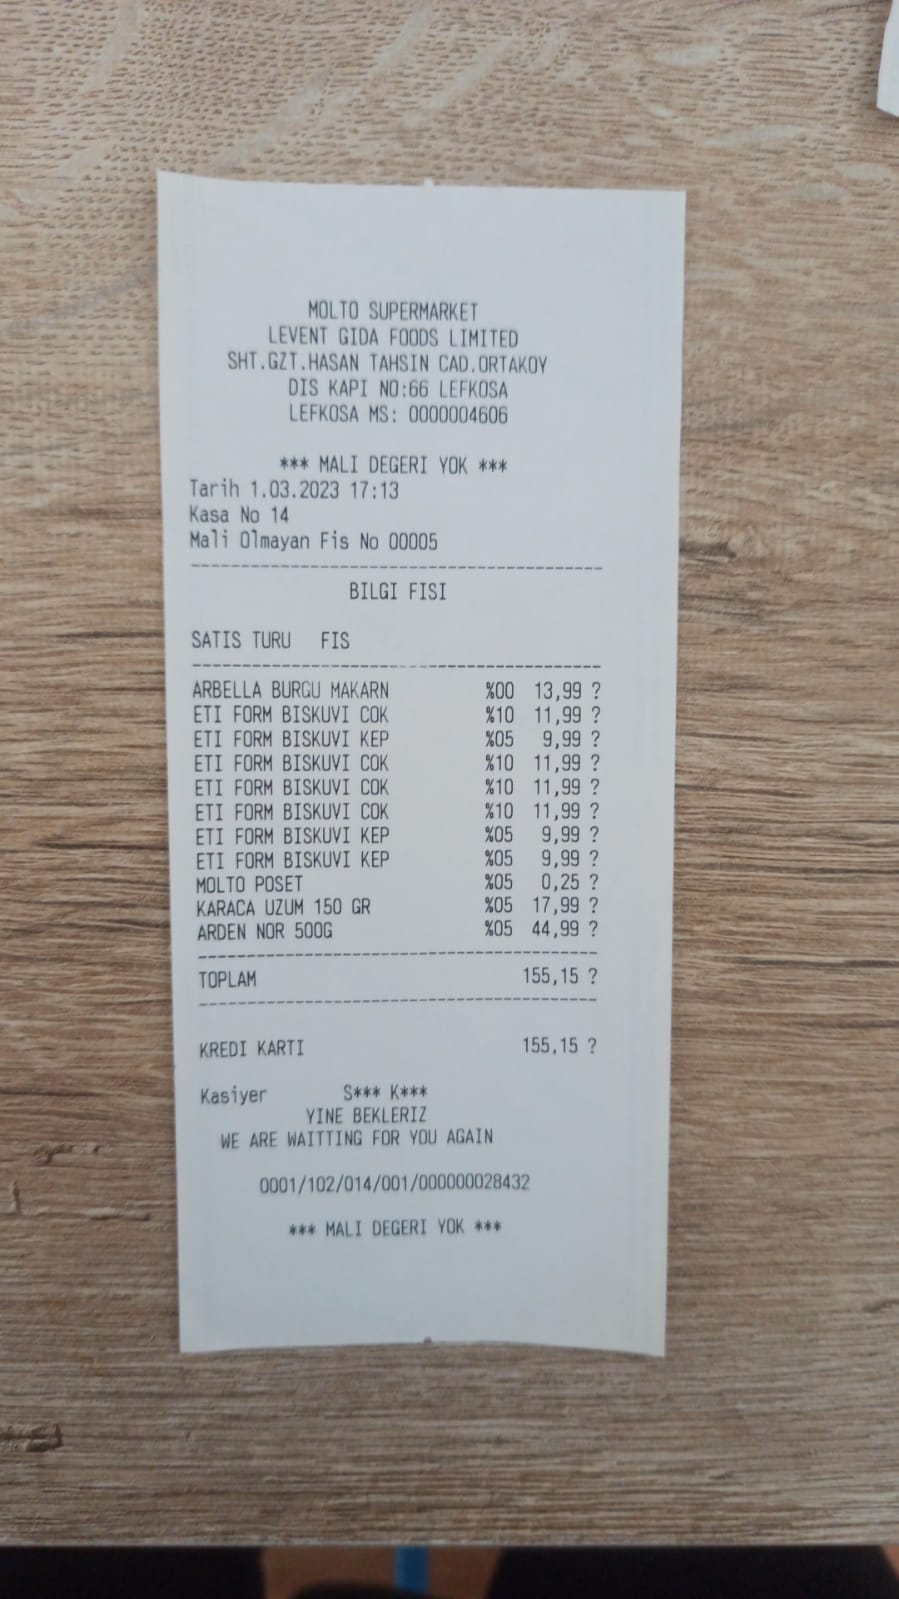 MOLTO SUPERMARKET
LEVENT GIDA FOODS LIMITED
SHT.GZT.HASAN TAHSIN CAD.ORTAKOY
DIS KAPI NO:66 LEFKOSA
LEFKOSA MS: 0000004606
*** MALI DEGERI YOK ***
Tarih 1.03.2023 17:13
Kasa No 14
Mali Olmayan Fis No 00005
BILGI FISI
SATIS TURU FIS
ARBELLA BURGU MAKARN %00 13,99 ?
ETI FORM BISKUVI COK %10 11,99 ?
ETI FORM BISKUVI KEP %05 9,99 ?
ETI FORM BISKUVI COK %10 11,99 ?
ETI FORM BISKUVI COK %10 11,99 ?
ETI FORM BISKUVI COK %10 11,99 ?
ETI FORM BISKUVI KEP %05 9,99 ?
ETI FORM BISKUVI KEP %05 9,99 ?
MOLTO POSET %05 0,25 ?
KARACA UZUM 150 GR %05 17,99 ?
ARDEN NOR 500G %05 44,99 ?
TOPLAM 155,15 ?
KREDI KARTI 155,15 ?
Kasiyer S*** K***
YINE BEKLERIZ
WE ARE WAITTING FOR YOU AGAIN
0001/102/014/001/000000028432
*** MALI DEGERI YOK ***